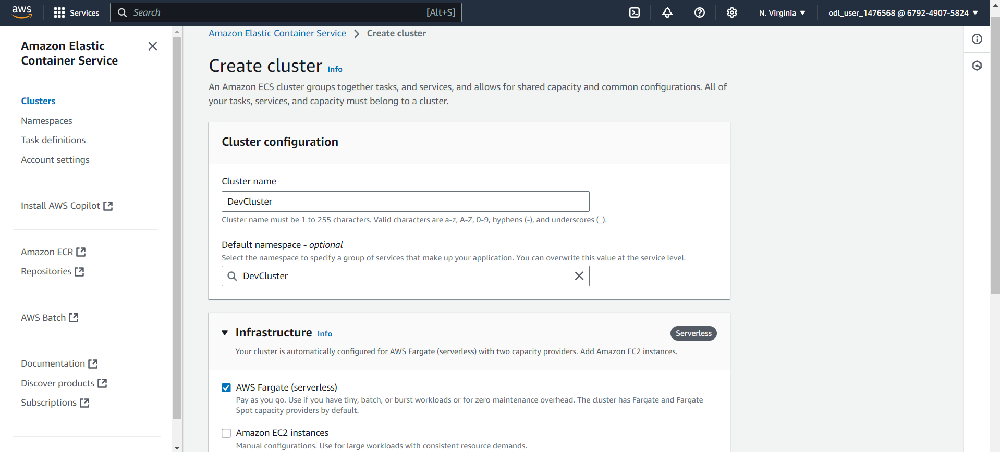 aws
Services
Search
[Alt+S]
N. Virginia
odl_user_1476568 @ 6792-4907-5824
Amazon Elastic
Container Service
Clusters
Namespaces
Task definitions
Account settings
Install AWS Copilot
Amazon ECR
Repositories
AWS Batch
Documentation
Discover products
Subscriptions
Amazon Elastic Container Service > Create cluster
Create cluster Info
An Amazon ECS cluster groups together tasks, and services, and allows for shared capacity and common configurations. All of
your tasks, services, and capacity must belong to a cluster.
Cluster configuration
Cluster name
DevCluster
Cluster name must be 1 to 255 characters. Valid characters are a-z, A-Z, 0-9, hyphens (-), and underscores (_).
Default namespace - optional
Select the namespace to specify a group of services that make up your application. You can overwrite this value at the service level.
DevCluster
Infrastructure Info
Serverless
Your cluster is automatically configured for AWS Fargate (serverless) with two capacity providers. Add Amazon EC2 instances.
AWS Fargate (serverless)
Pay as you go. Use if you have tiny, batch, or burst workloads or for zero maintenance overhead. The cluster has Fargate and Fargate
Spot capacity providers by default.
Amazon EC2 instances
Manual configurations. Use for large workloads with consistent resource demands.